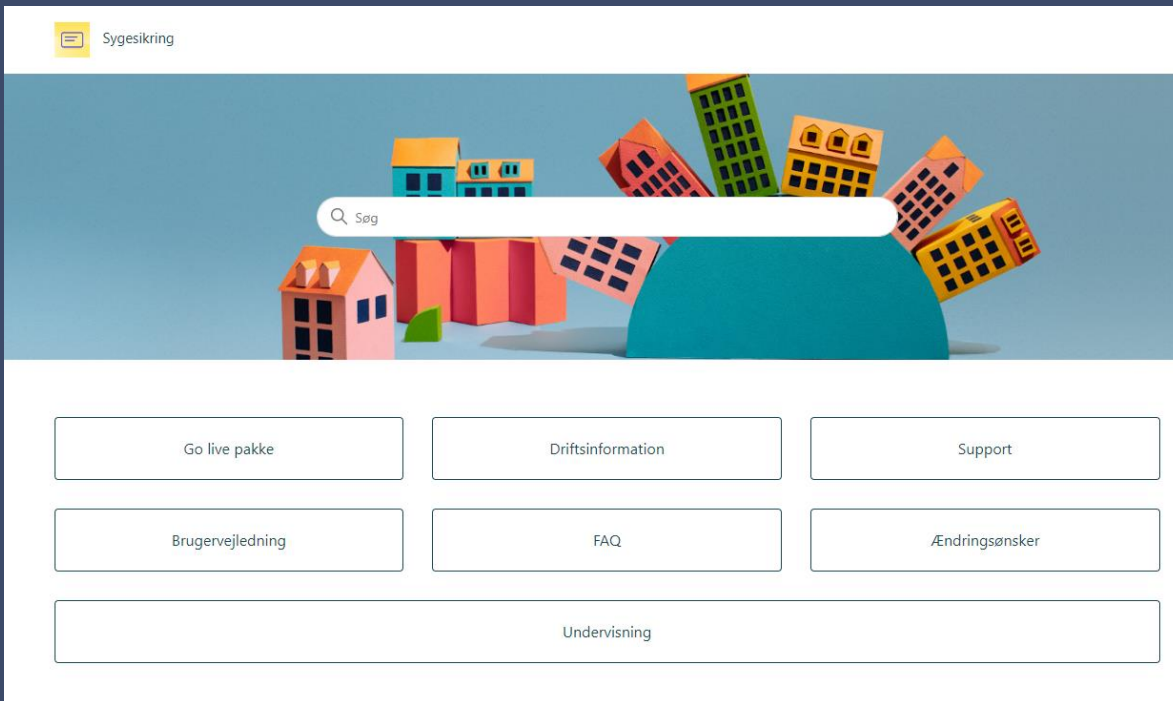 Sygesikring
Søg
Go live pakke
Driftsinformation
Support
Brugervejledning
FAQ
Ændringsønsker
Undervisning